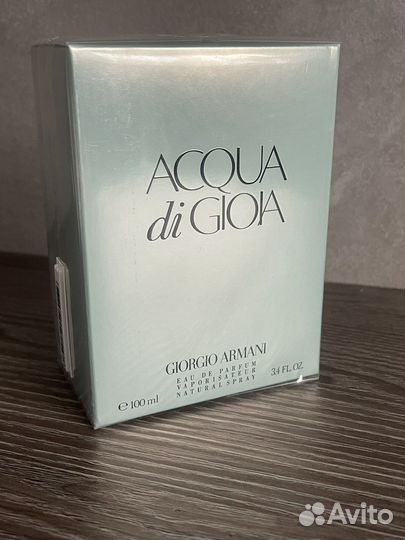 ACQUA
di GIOIA
GIORGIO ARMANI
EAU DE PARFUM
VAPORISATEUR
NATURAL SPRAY
℮ 100 ml
3.4 FL. OZ.
Avito